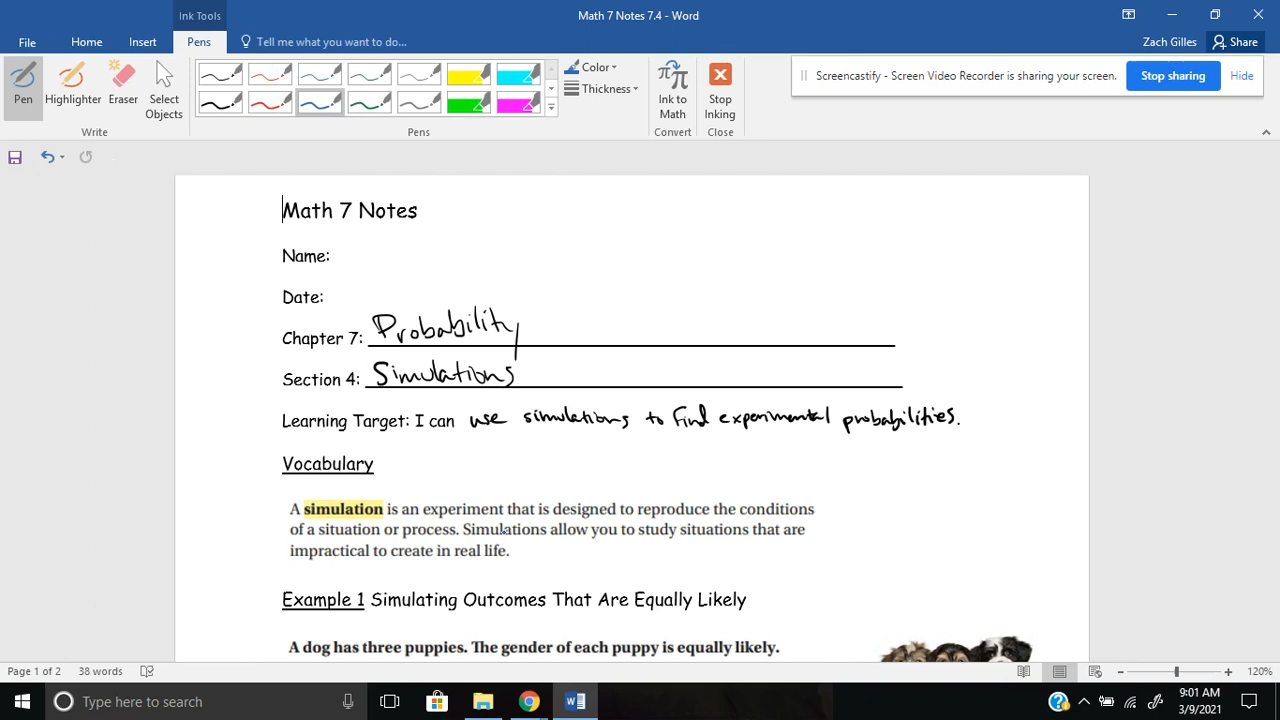 Ink Tools
Math 7 Notes 7.4 - Word
File Home Insert Pens Tell me what you want to do...
Zach Gilles Share
Pen Highlighter Eraser Select Objects
Color
Thickness
Ink to Math Stop Inking
Write Pens Convert Close
Screencastify - Screen Video Recorder is sharing your screen. Stop sharing Hide
Math 7 Notes
Name:
Date:
Chapter 7: Probability
Section 4: Simulations
Learning Target: I can use simulations to find experimental probabilities.
Vocabulary
A simulation is an experiment that is designed to reproduce the conditions
of a situation or process. Simulations allow you to study situations that are
impractical to create in real life.
Example 1 Simulating Outcomes That Are Equally Likely
A dog has three puppies. The gender of each puppy is equally likely.
Page 1 of 2 38 words 120%
Type here to search
9:01 AM
3/9/2021